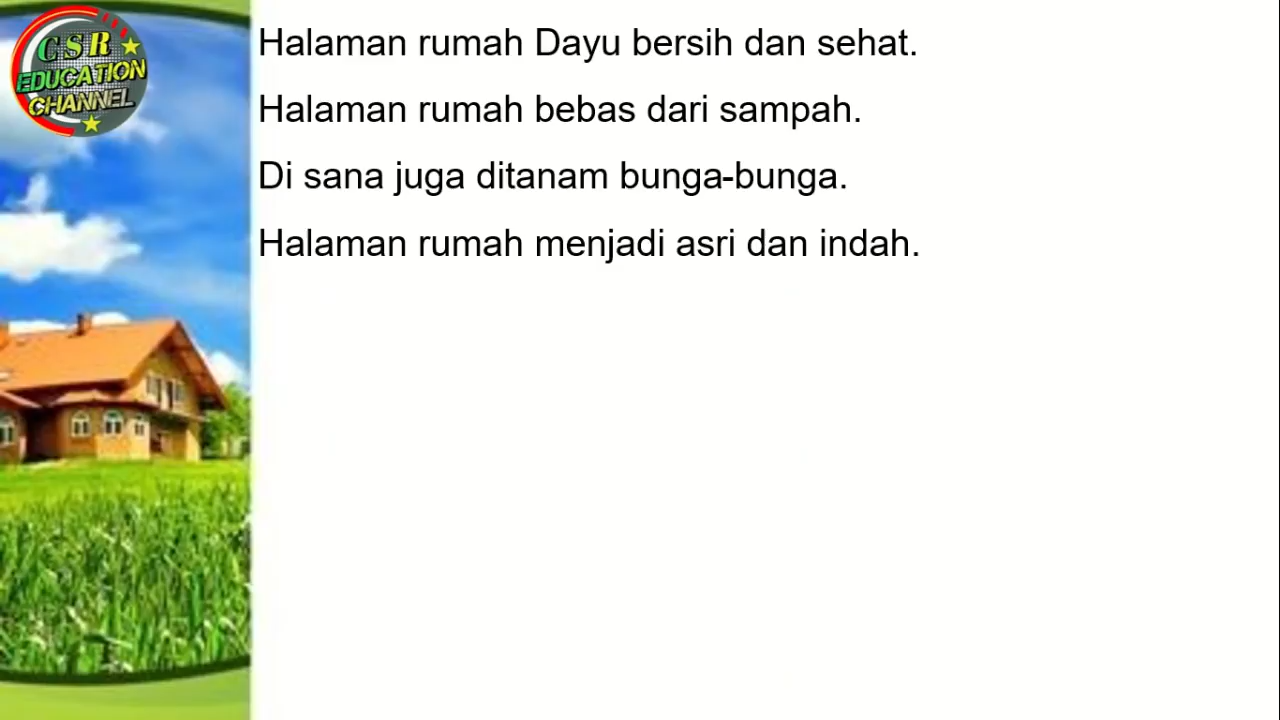 CSR
EDUCATION
CHANNEL
Halaman rumah Dayu bersih dan sehat.
Halaman rumah bebas dari sampah.
Di sana juga ditanam bunga-bunga.
Halaman rumah menjadi asri dan indah.